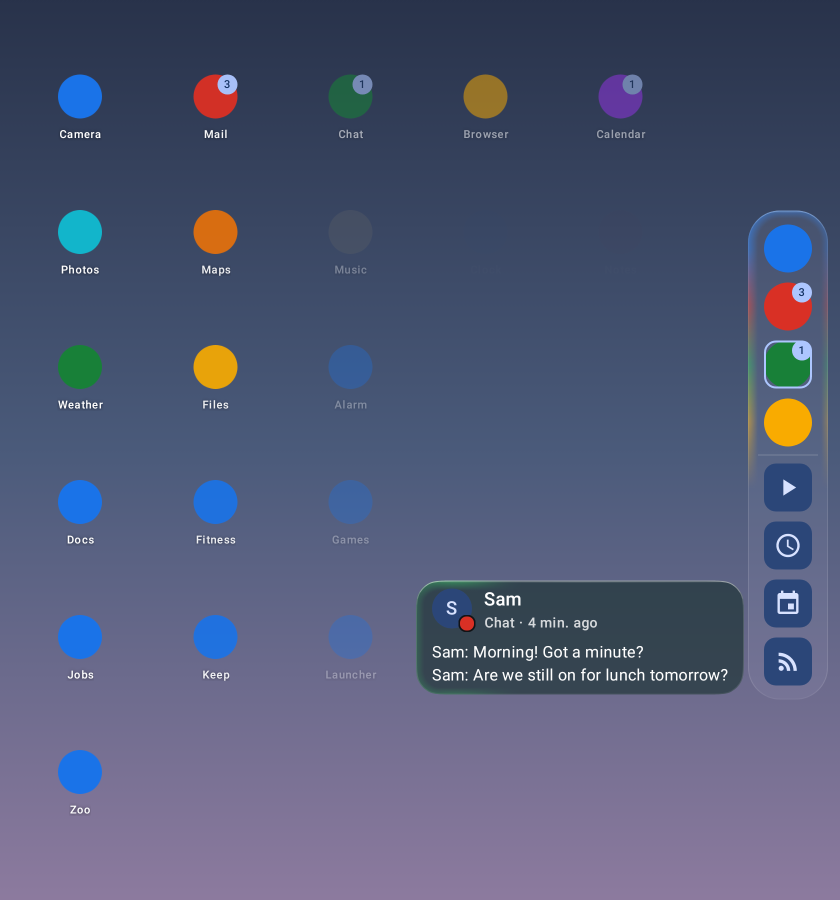 3
1
1
Camera
Mail
Chat
Browser
Calendar
Photos
Maps
Music
3
1
Weather
Files
Alarm
Docs
Fitness
Games
S
Sam
Chat · 4 min. ago
Sam: Morning! Got a minute?
Sam: Are we still on for lunch tomorrow?
Jobs
Keep
Launcher
Zoo